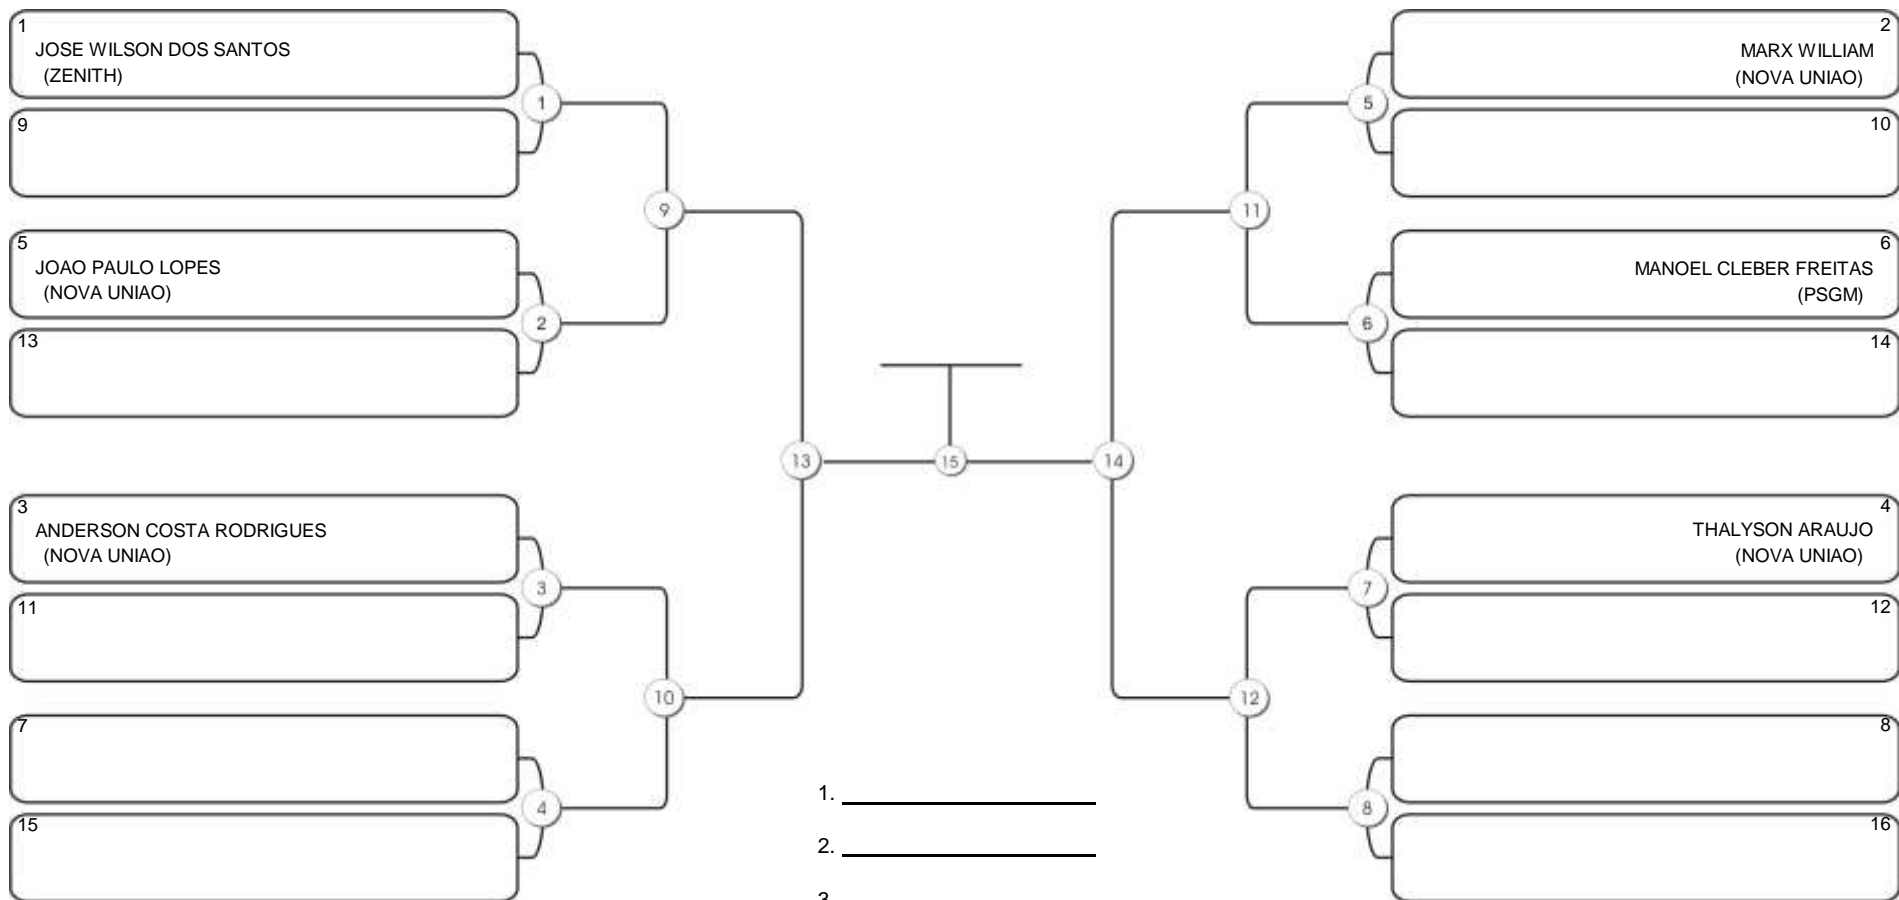 1
JOSE WILSON DOS SANTOS
(ZENITH)
9
5
JOAO PAULO LOPES
(NOVA UNIAO)
13
3
ANDERSON COSTA RODRIGUES
(NOVA UNIAO)
11
7
15
1
2
3
4
9
10
13
15
14
11
12
5
6
7
8
2
MARX WILLIAM
(NOVA UNIAO)
10
6
MANOEL CLEBER FREITAS
(PSGM)
14
4
THALYSON ARAUJO
(NOVA UNIAO)
12
8
16
1.
2.
3.